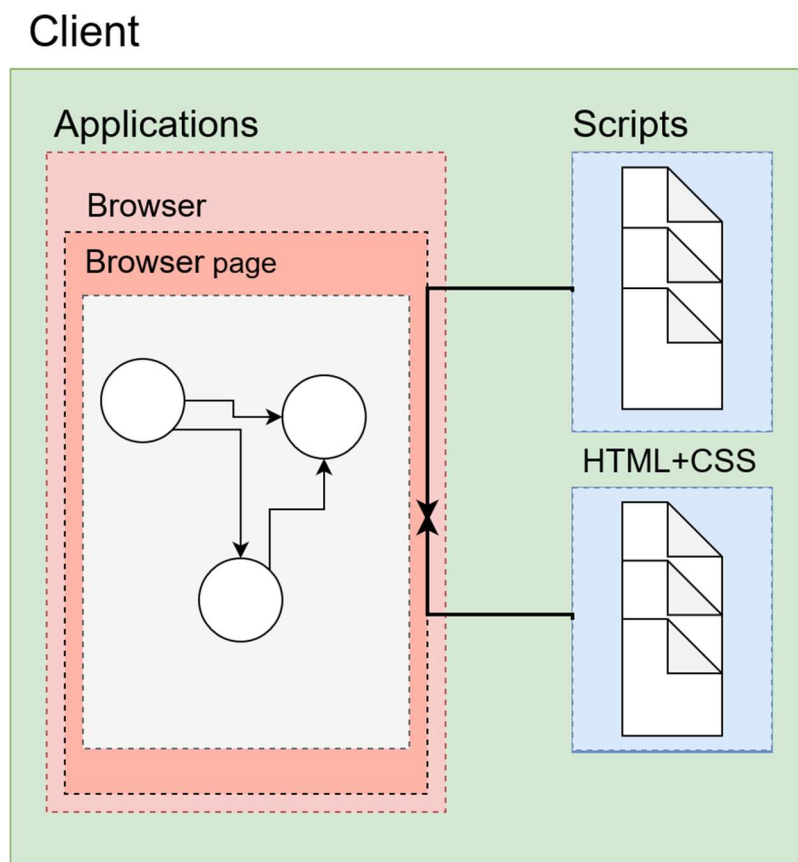 Client
Applications
Scripts
Browser
Browser page
HTML+CSS